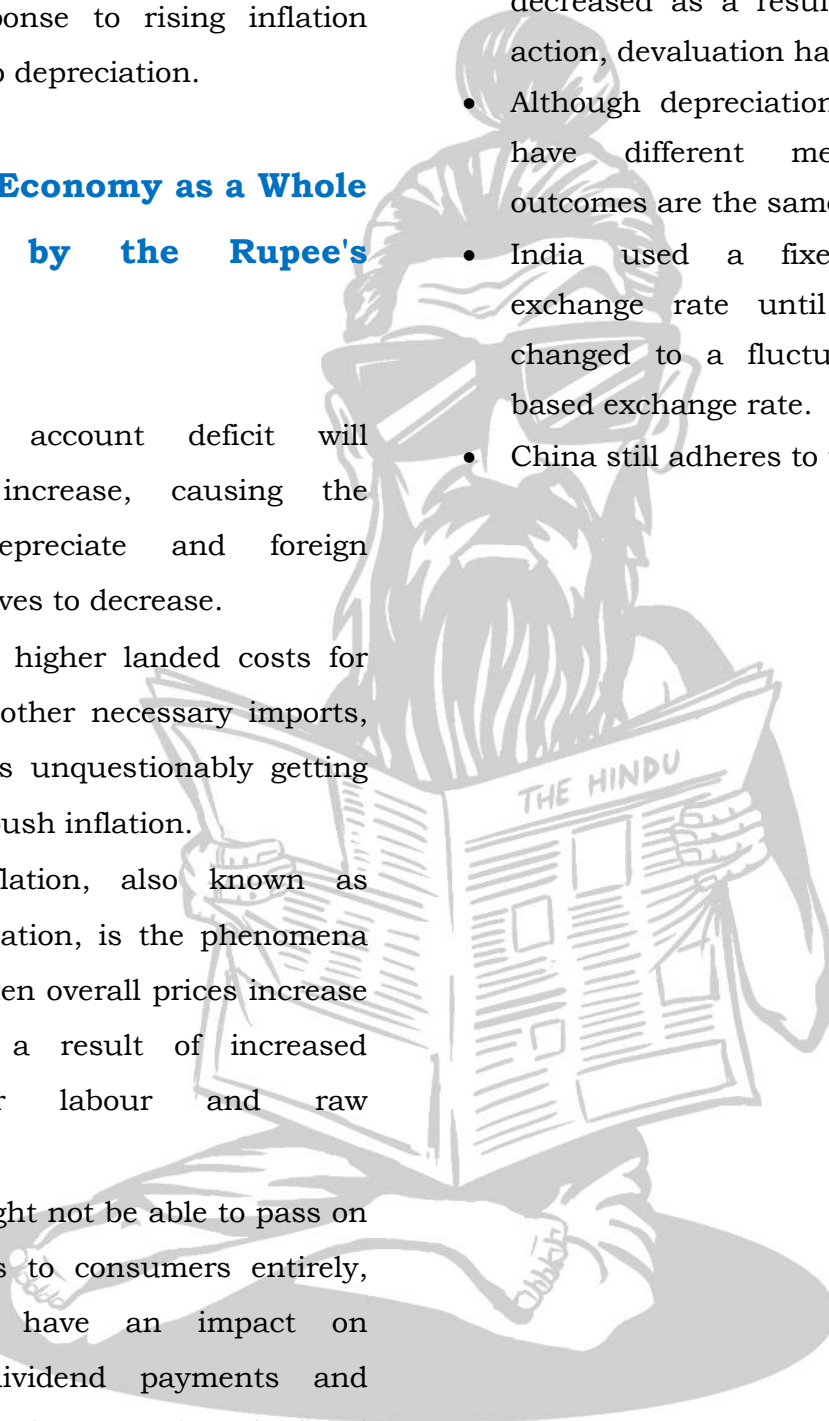 onse to rising inflation
depreciation.
Economy as a Whole
by the Rupee's
account deficit will
increase, causing the
epreciate and foreign
ves to decrease.
higher landed costs for
other necessary imports,
s unquestionably getting
push inflation.
flation, also known as
ation, is the phenomena
en overall prices increase
a result of increased
r labour and raw
ght not be able to pass on
s to consumers entirely,
have an impact on
ividend payments and
decreased as a result
action, devaluation ha
• Although depreciation
have different me
outcomes are the same
• India used a fixe
exchange rate until
changed to a fluctu
based exchange rate.
• China still adheres to
THE HINDU